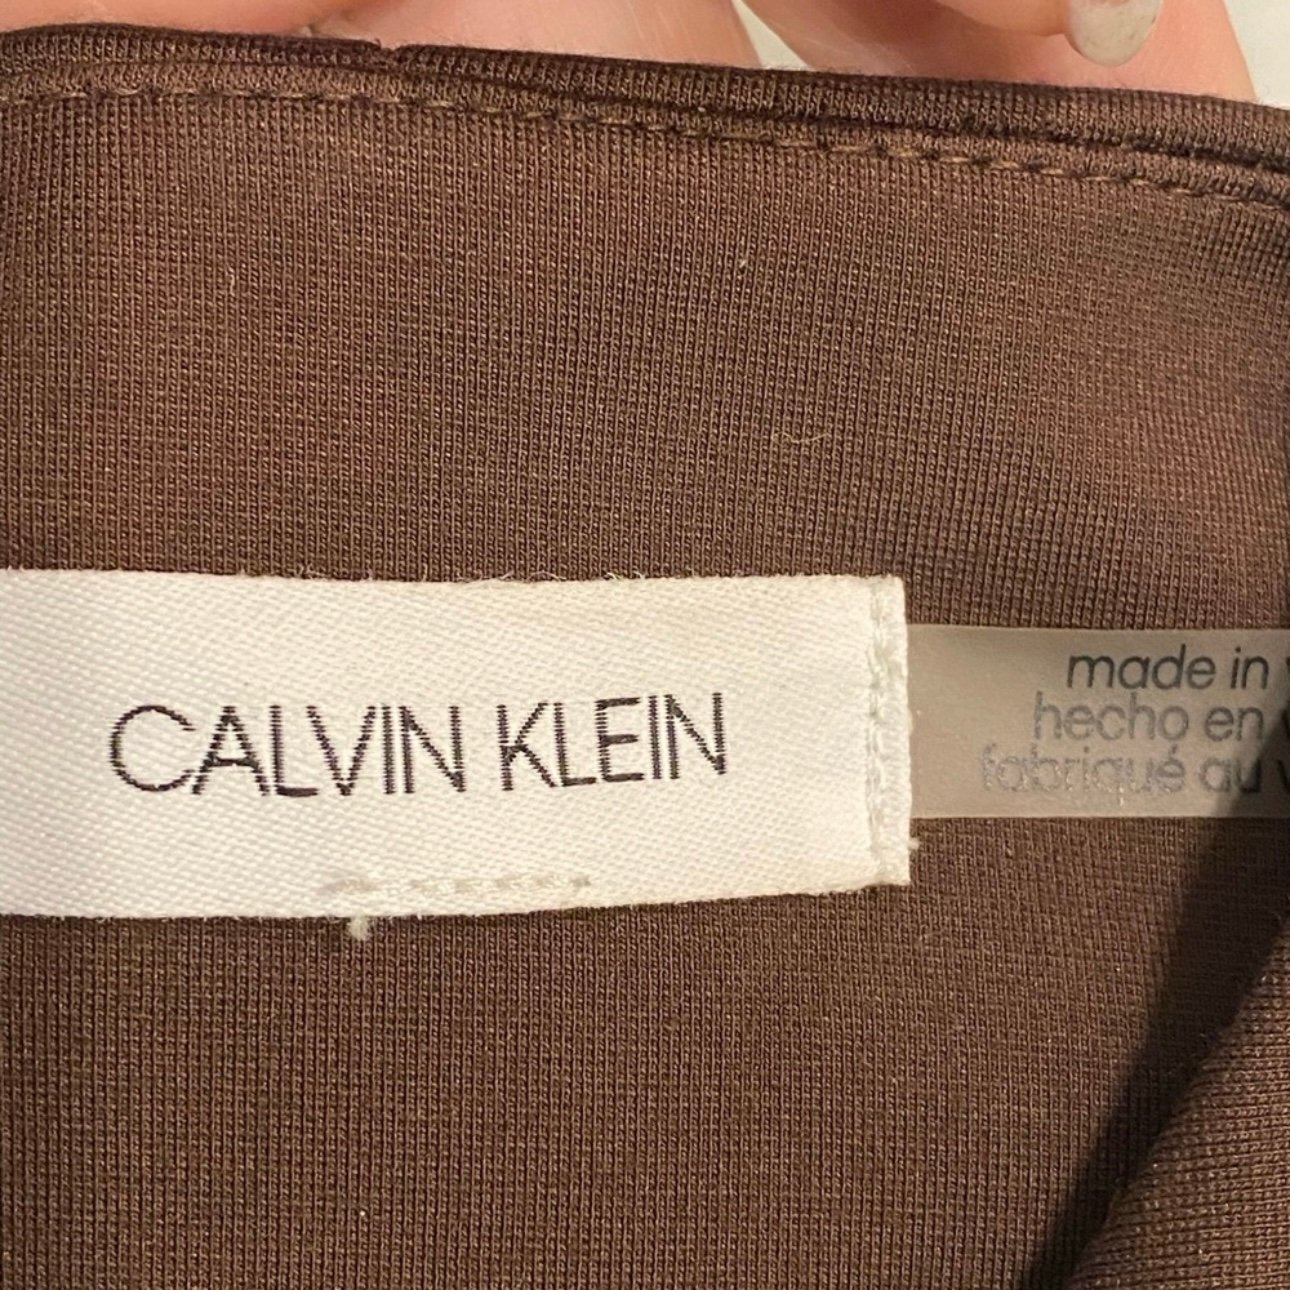 CALVIN KLEIN
made in
hecho en
fabriqué au